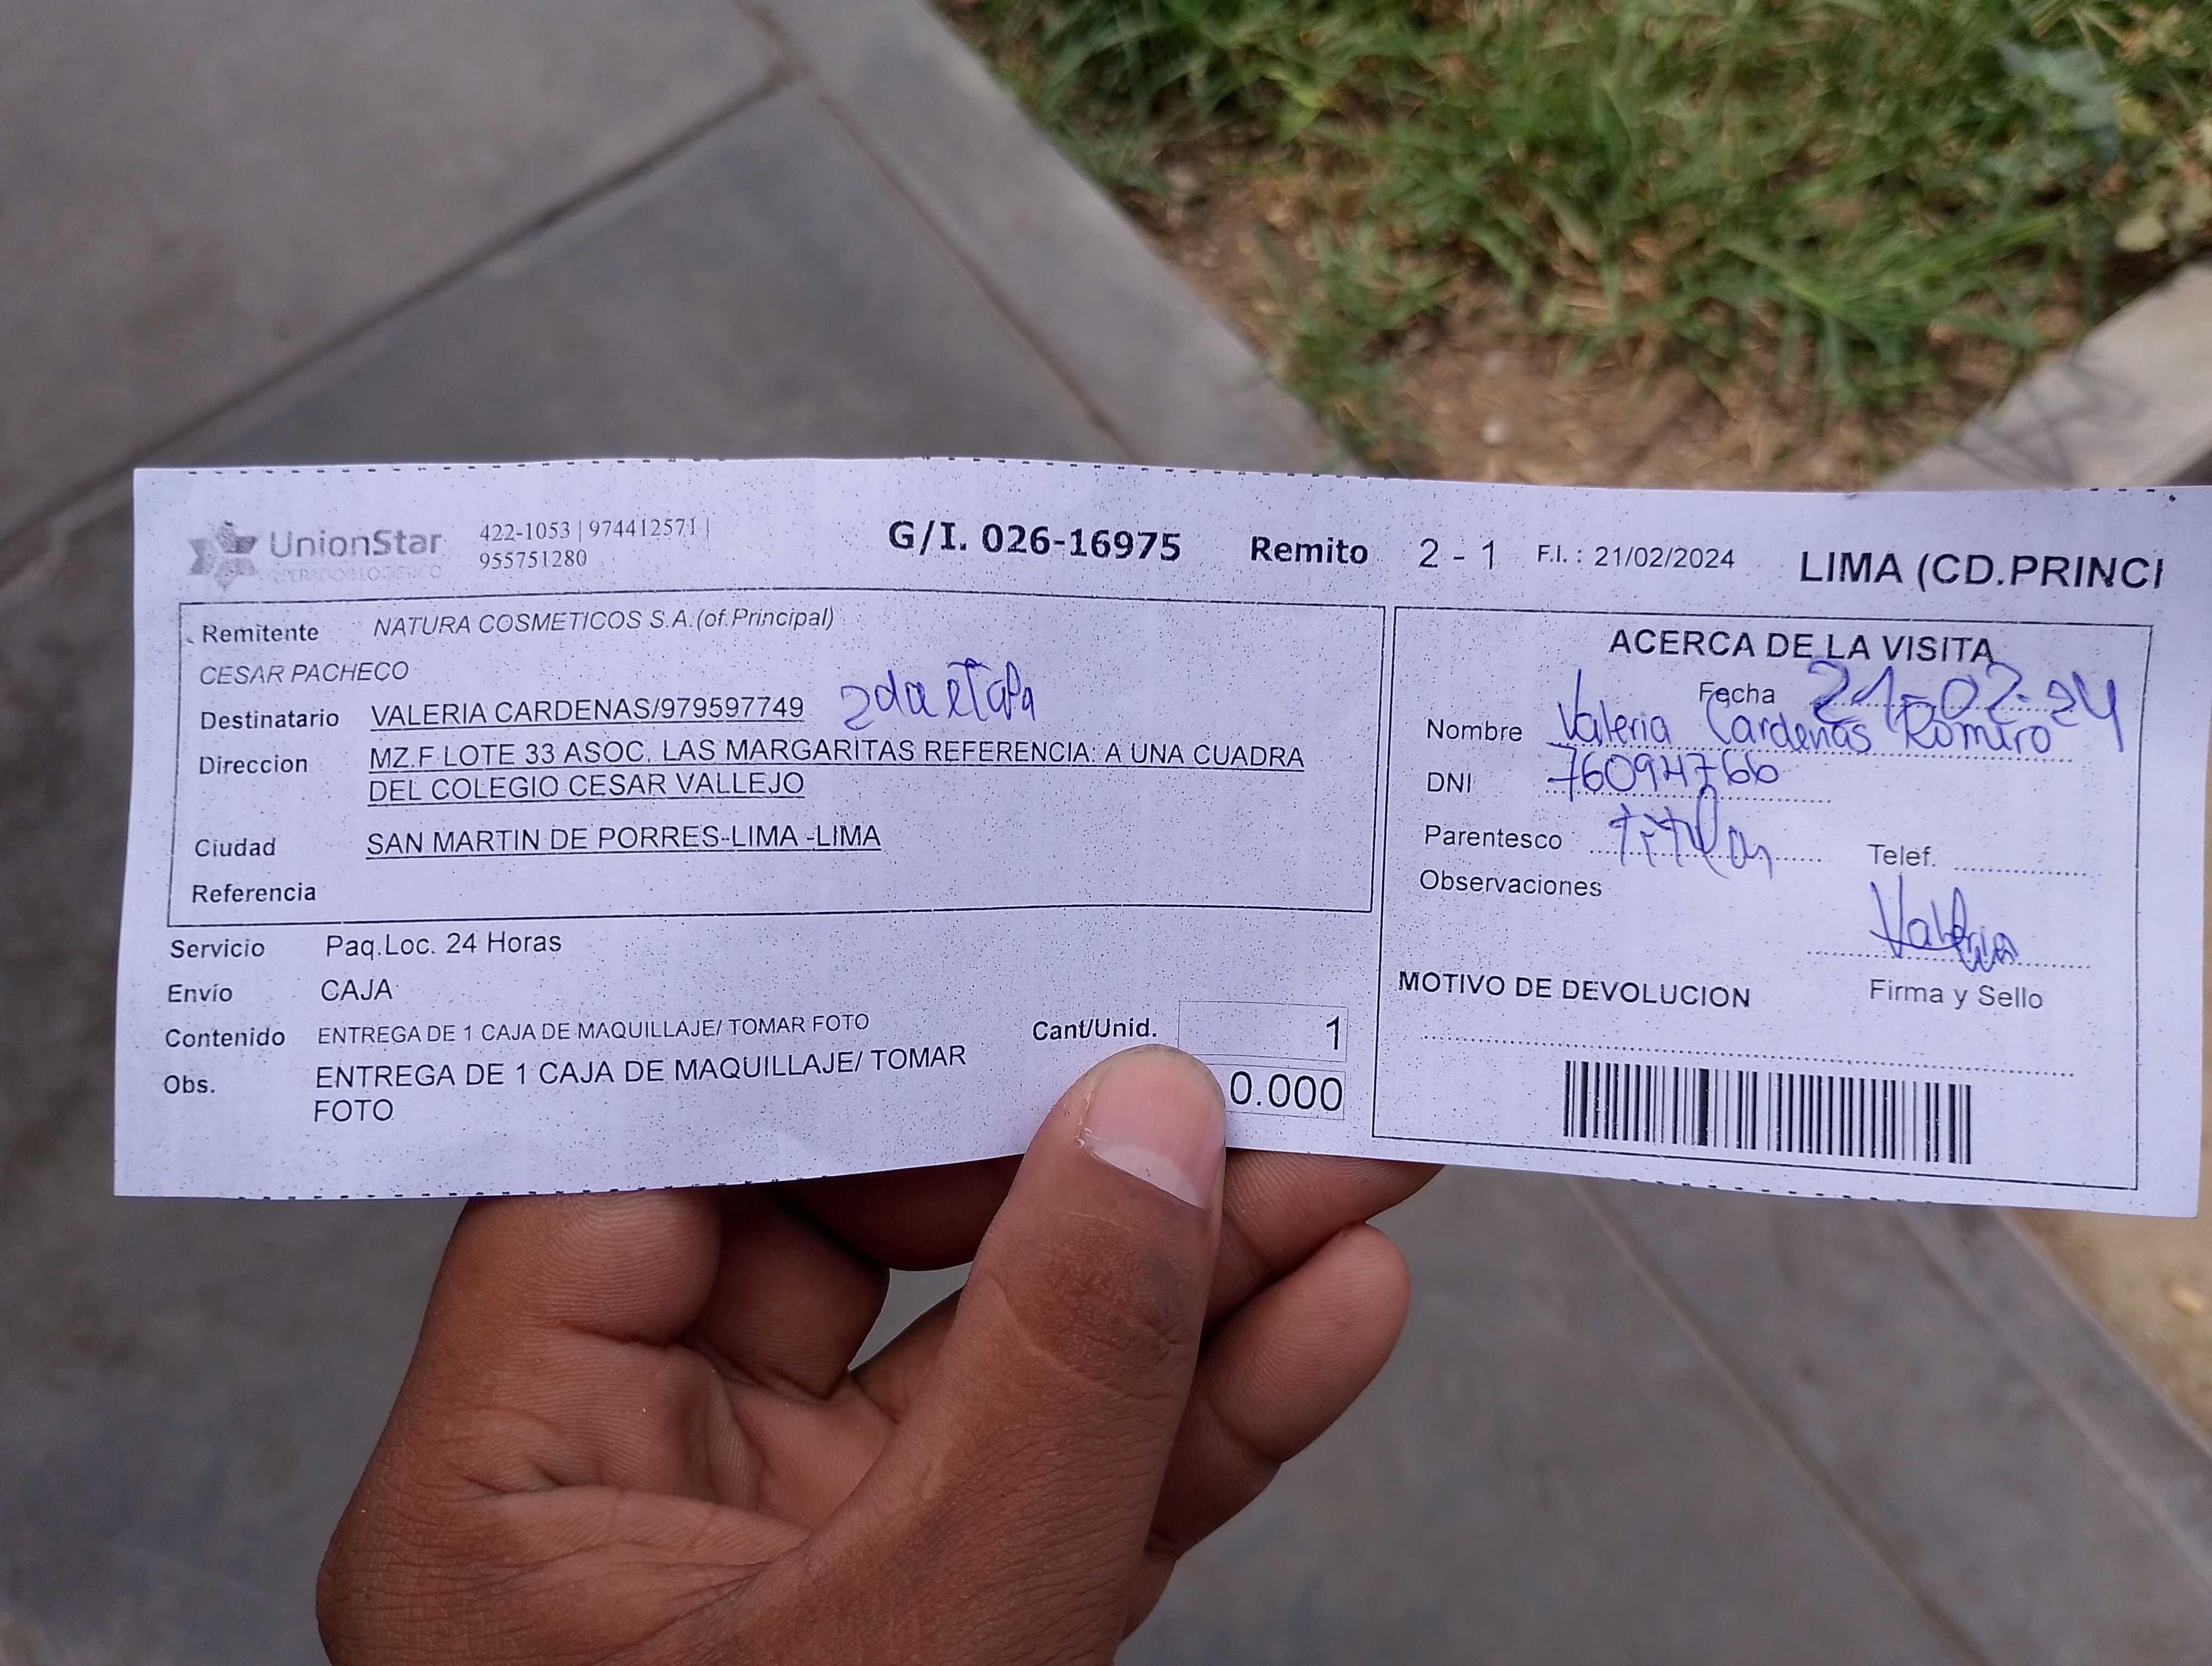 UnionStar
OPERADOR LOGISTICO
422-1053 | 974412571 |
955751280
G/I. 026-16975 Remito 2 - 1 F.I. : 21/02/2024 LIMA (CD.PRINCI
Remitente NATURA COSMETICOS S.A.(of.Principal)
CESAR PACHECO
Destinatario VALERIA CARDENAS/979597749 2da etapa
Direccion MZ.F LOTE 33 ASOC. LAS MARGARITAS REFERENCIA: A UNA CUADRA
DEL COLEGIO CESAR VALLEJO
Ciudad SAN MARTIN DE PORRES-LIMA -LIMA
Referencia
Servicio Paq.Loc. 24 Horas
Envío CAJA
Contenido ENTREGA DE 1 CAJA DE MAQUILLAJE/ TOMAR FOTO
Cant/Unid. 1
Obs. ENTREGA DE 1 CAJA DE MAQUILLAJE/ TOMAR
FOTO
0.000
ACERCA DE LA VISITA
Fecha 21-02-24
Nombre Valeria Cardenas Romiro
DNI 76094766
Parentesco titular
Telef.
Observaciones
Valeria
Firma y Sello
MOTIVO DE DEVOLUCION